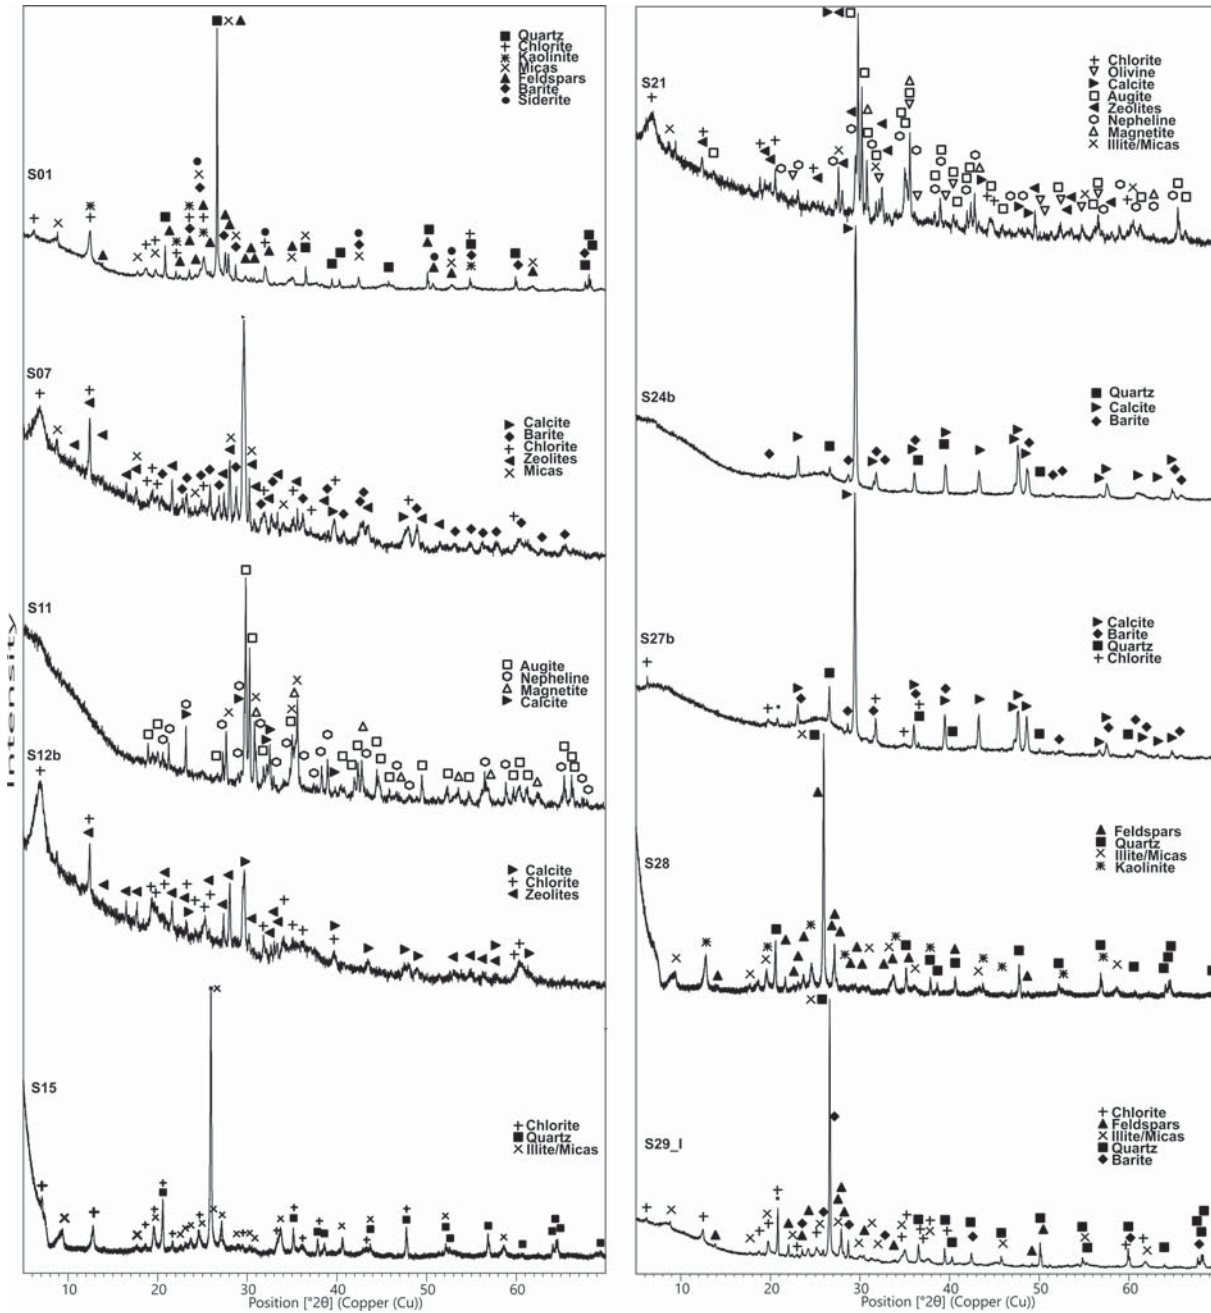 S01
Quartz
Chlorite
Kaolinite
Micas
Feldspars
Barite
Siderite
S07
Calcite
Barite
Chlorite
Zeolites
Micas
S11
Augite
Nepheline
Magnetite
Calcite
S12b
Calcite
Chlorite
Zeolites
S15
Chlorite
Quartz
Illite/Micas
Intensity
10 20 30 40 50 60
Position [°2θ] (Copper (Cu))
S21
Chlorite
Olivine
Calcite
Augite
Zeolites
Nepheline
Magnetite
Illite/Micas
S24b
Quartz
Calcite
Barite
S27b
Calcite
Barite
Quartz
Chlorite
S28
Feldspars
Quartz
Illite/Micas
Kaolinite
S29_I
Chlorite
Feldspars
Illite/Micas
Quartz
Barite
10 20 30 40 50 60
Position [°2θ] (Copper (Cu))